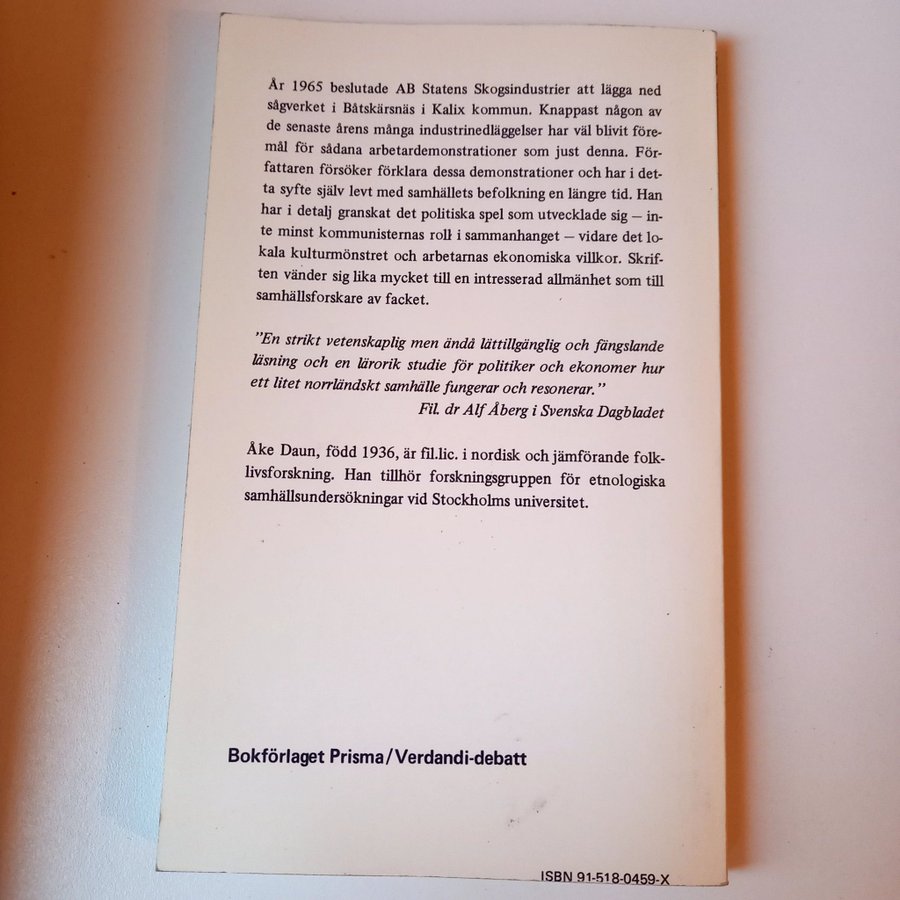 År 1965 beslutade AB Statens Skogsindustrier att lägga ned
sågverket i Båtskärsnäs i Kalix kommun. Knappast någon av
de senaste årens många industrinedläggelser har väl blivit före-
mål för sådana arbetardemonstrationer som just denna. För-
fattaren försöker förklara dessa demonstrationer och har i det-
ta syfte själv levt med samhällets befolkning en längre tid. Han
har i detalj granskat det politiska spel som utvecklade sig – in-
te minst kommunisternas roll i sammanhanget – vidare det lo-
kala kulturmönstret och arbetarnas ekonomiska villkor. Skrif-
ten vänder sig lika mycket till en intresserad allmänhet som till
samhällsforskare av facket.
"En strikt vetenskaplig men ändå lättillgänglig och fängslande
läsning och en lärorik studie för politiker och ekonomer hur
ett litet norrländskt samhälle fungerar och resonerar."
Fil. dr Alf Åberg i Svenska Dagbladet
Åke Daun, född 1936, är fil.lic. i nordisk och jämförande folk-
livsforskning. Han tillhör forskningsgruppen för etnologiska
samhällsundersökningar vid Stockholms universitet.
Bokförlaget Prisma/Verdandi-debatt
ISBN 91-518-0459-X